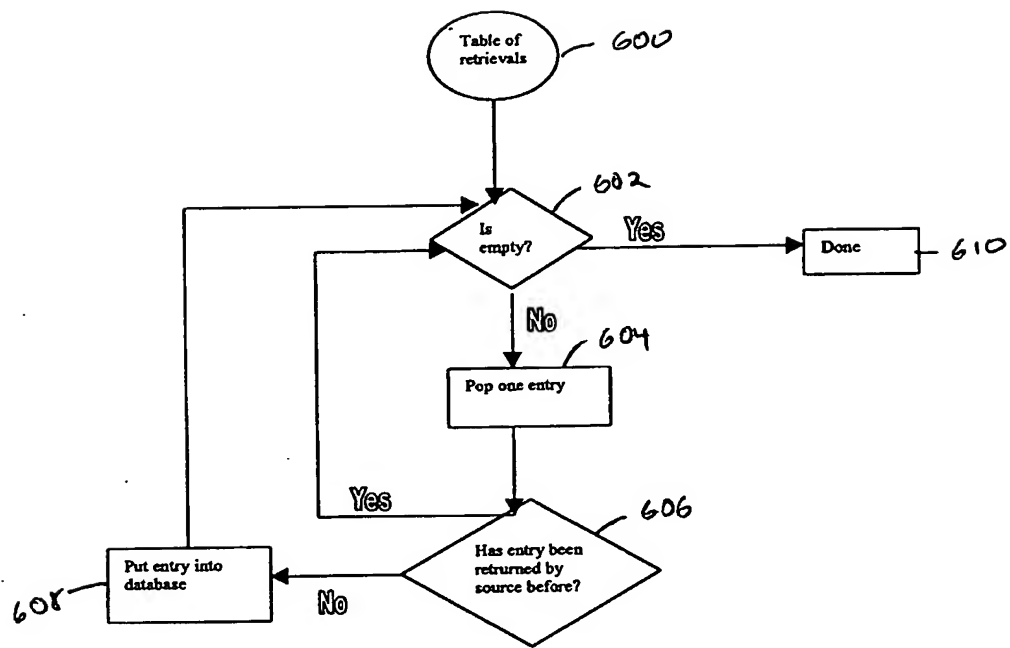 Table of
retrievals
600
602
Is
empty?
Yes
Done
610
No
604
Pop one entry
Yes
606
Has entry been
retrurned by
source before?
Put entry into
database
608
No